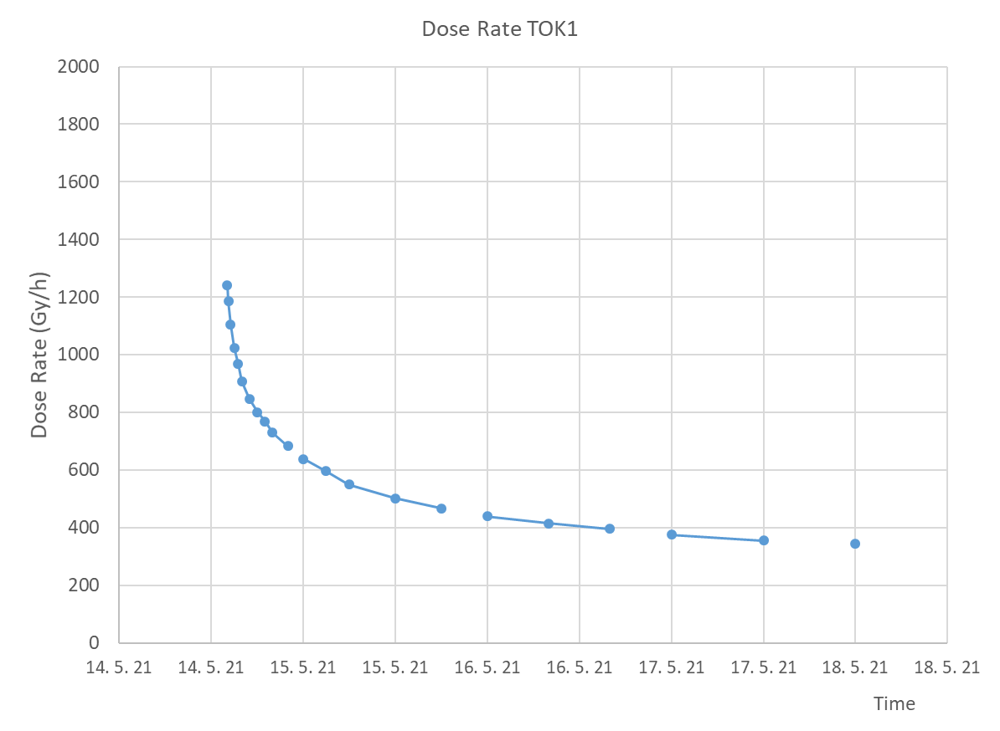 Dose Rate TOK1
Dose Rate (Gy/h)
2000
1800
1600
1400
1200
1000
800
600
400
200
0
14. 5. 21 14. 5. 21 15. 5. 21 15. 5. 21 16. 5. 21 16. 5. 21 17. 5. 21 17. 5. 21 18. 5. 21 18. 5. 21
Time